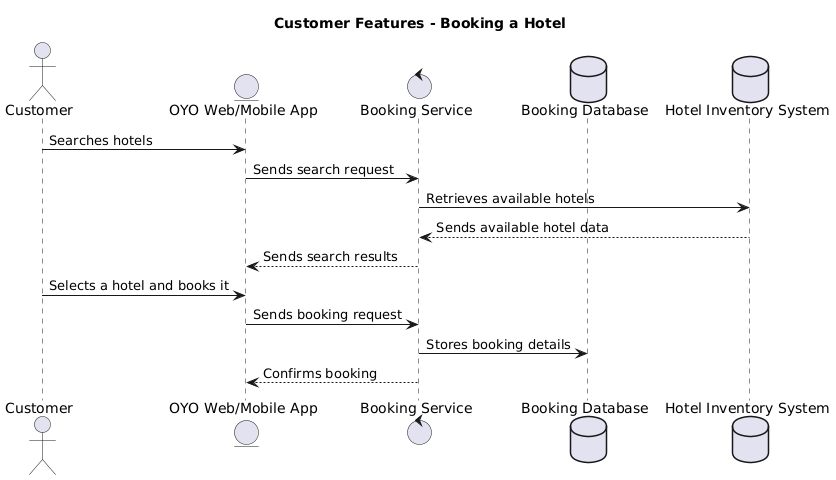 Customer Features - Booking a Hotel
Customer
OYO Web/Mobile App
Booking Service
Booking Database
Hotel Inventory System
Searches hotels
Sends search request
Retrieves available hotels
Sends available hotel data
Sends search results
Selects a hotel and books it
Sends booking request
Stores booking details
Confirms booking
Customer
OYO Web/Mobile App
Booking Service
Booking Database
Hotel Inventory System